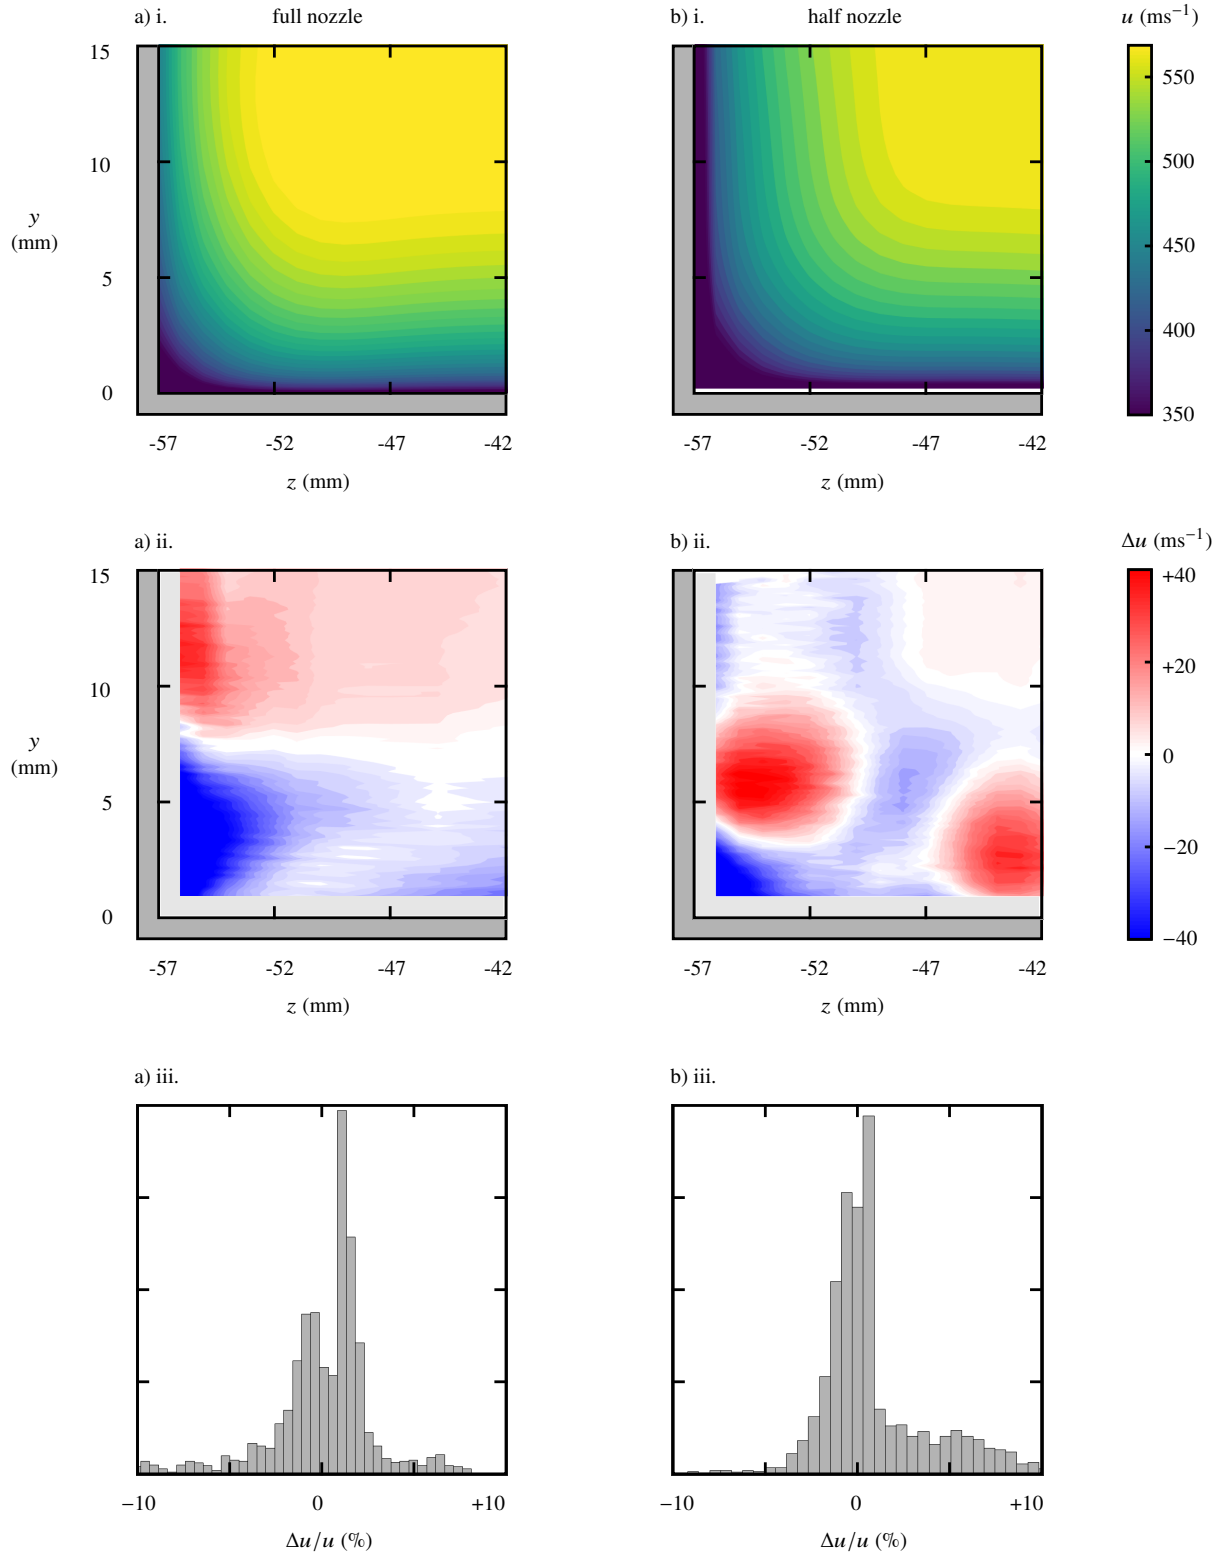 a) i. full nozzle b) i. half nozzle u (ms⁻¹)
15
10
y
(mm)
5
0
550
500
450
400
350
-57 -52 -47 -42 -57 -52 -47 -42
z (mm) z (mm)
a) ii. b) ii. Δu (ms⁻¹)
15
10
y
(mm)
5
0
+40
+20
0
−20
−40
-57 -52 -47 -42 -57 -52 -47 -42
z (mm) z (mm)
a) iii. b) iii.
−10 0 +10 −10 0 +10
Δu/u (%) Δu/u (%)